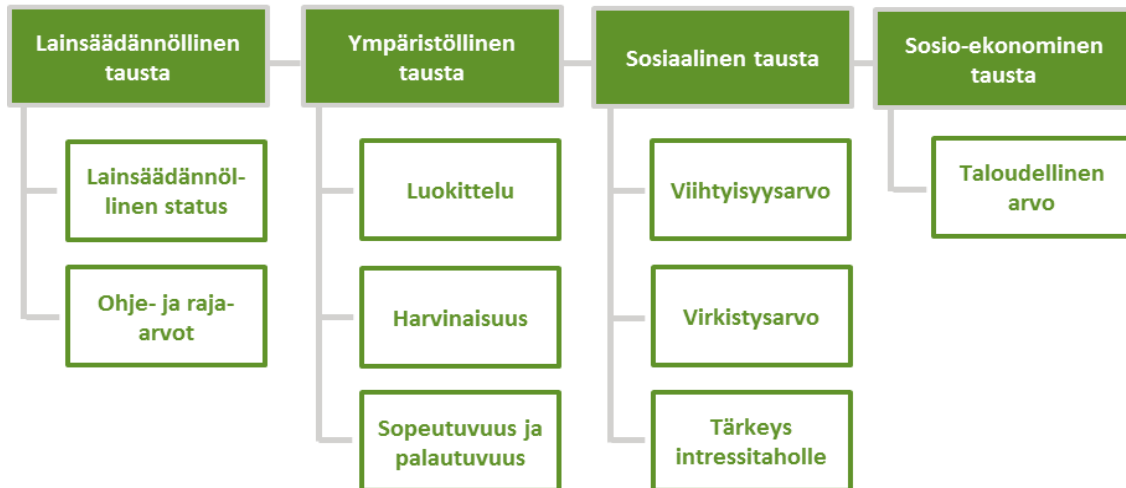 Lainsäädännöllinen
tausta
Lainsäädännöl-
linen status
Ohje- ja raja-
arvot
Ympäristöllinen
tausta
Luokittelu
Harvinaisuus
Sopeutuvuus ja
palautuvuus
Sosiaalinen tausta
Viihtyisyysarvo
Virkistysarvo
Tärkeys
intressitaholle
Sosio-ekonominen
tausta
Taloudellinen
arvo